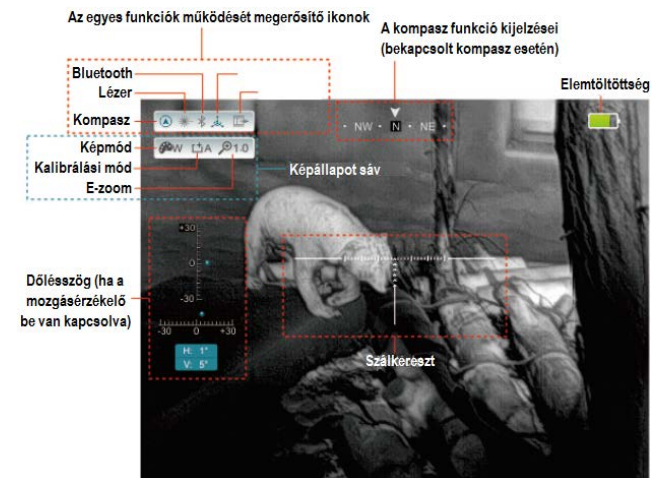 Az egyes funkciók működését megerősítő ikonok
A kompasz funkció kijelzései
(bekapcsolt kompasz esetén)
Bluetooth
Lézer
Kompasz
Elemtöltöttség
NW · N · NE
Képmód
Kalibrálási mód
E-zoom
W
A
1.0
Képállapot sáv
+30
0
-30
-30 0 +30
Dőlésszög (ha a
mozgásérzékelő
be van kapcsolva)
H: 1°
V: 5°
Szálkereszt